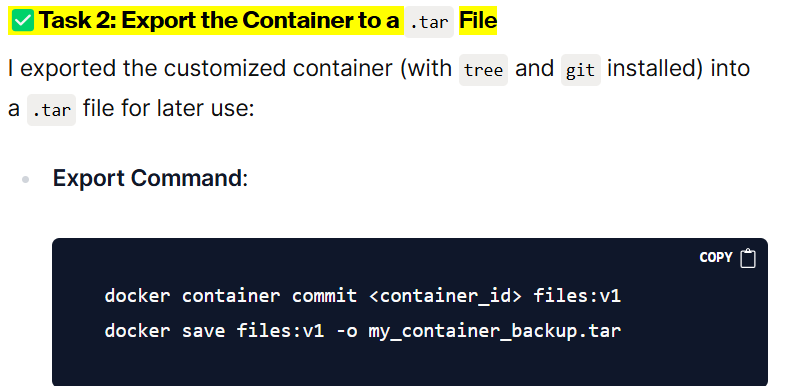 ✅ Task 2: Export the Container to a .tar File
I exported the customized container (with tree and git installed) into
a .tar file for later use:
Export Command:
COPY
docker container commit <container_id> files:v1
docker save files:v1 -o my_container_backup.tar